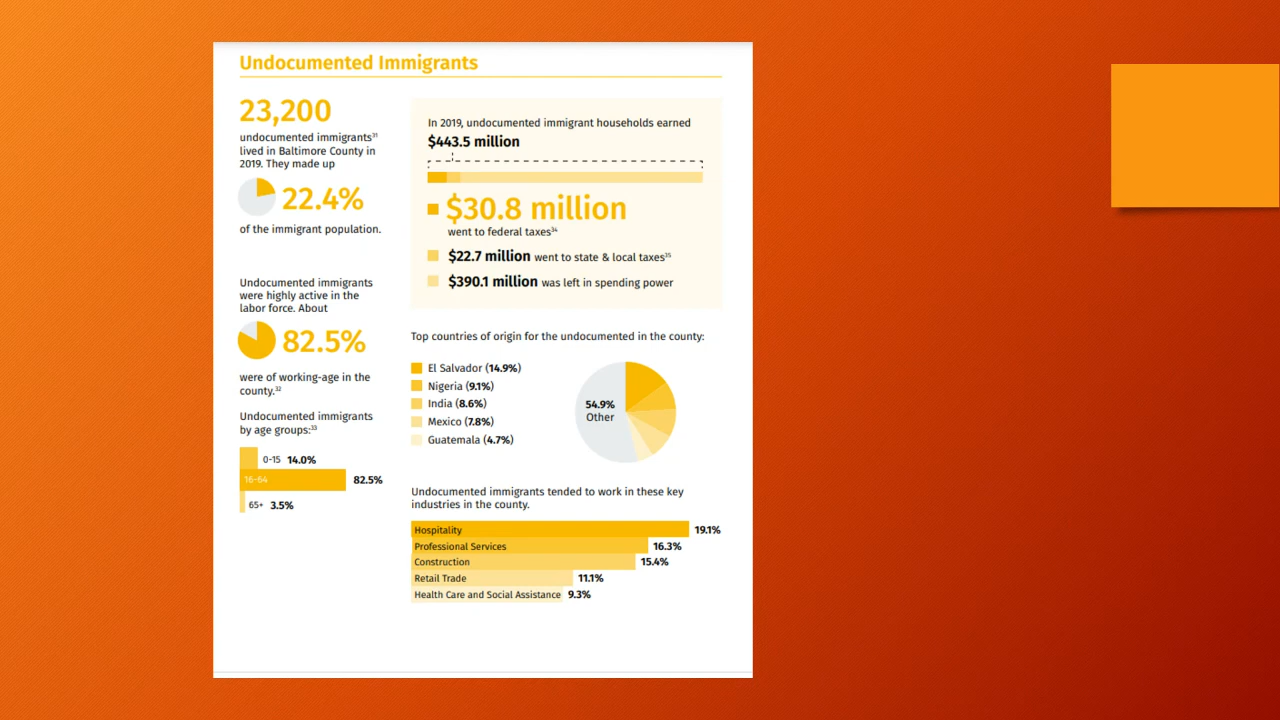 Undocumented Immigrants
23,200
undocumented immigrants³¹
lived in Baltimore County in
2019. They made up
22.4%
of the immigrant population.
Undocumented immigrants
were highly active in the
labor force. About
82.5%
were of working-age in the
county.³²
Undocumented immigrants
by age groups:³³
0-15 14.0%
16-64 82.5%
65+ 3.5%
In 2019, undocumented immigrant households earned
$443.5 million
$30.8 million
went to federal taxes³⁴
$22.7 million went to state & local taxes³⁵
$390.1 million was left in spending power
Top countries of origin for the undocumented in the county:
El Salvador (14.9%)
Nigeria (9.1%)
India (8.6%)
Mexico (7.8%)
Guatemala (4.7%)
54.9%
Other
Undocumented immigrants tended to work in these key
industries in the county.
Hospitality 19.1%
Professional Services 16.3%
Construction 15.4%
Retail Trade 11.1%
Health Care and Social Assistance 9.3%